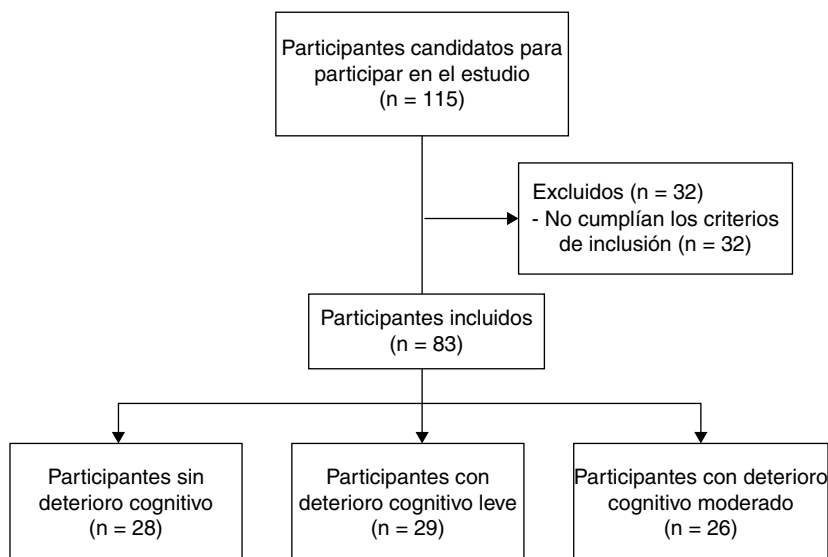 Participantes candidatos para
participar en el estudio
(n = 115)
Excluidos (n = 32)
- No cumplían los criterios
de inclusión (n = 32)
Participantes incluidos
(n = 83)
Participantes sin
deterioro cognitivo
(n = 28)
Participantes con
deterioro cognitivo leve
(n = 29)
Participantes con deterioro
cognitivo moderado
(n = 26)